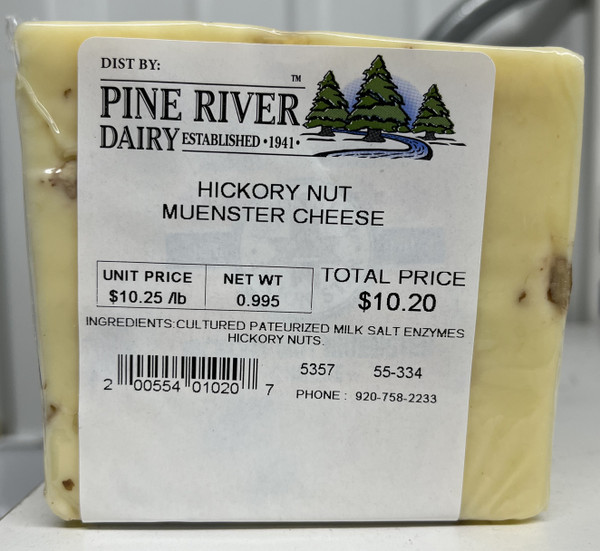 DIST BY:
PINE RIVER™
DAIRY ESTABLISHED •1941•
HICKORY NUT
MUENSTER CHEESE
UNIT PRICE NET WT TOTAL PRICE
$10.25 /lb 0.995 $10.20
INGREDIENTS:CULTURED PATEURIZED MILK SALT ENZYMES
HICKORY NUTS.
5357 55-334
2 00554 01020 7
PHONE : 920-758-2233